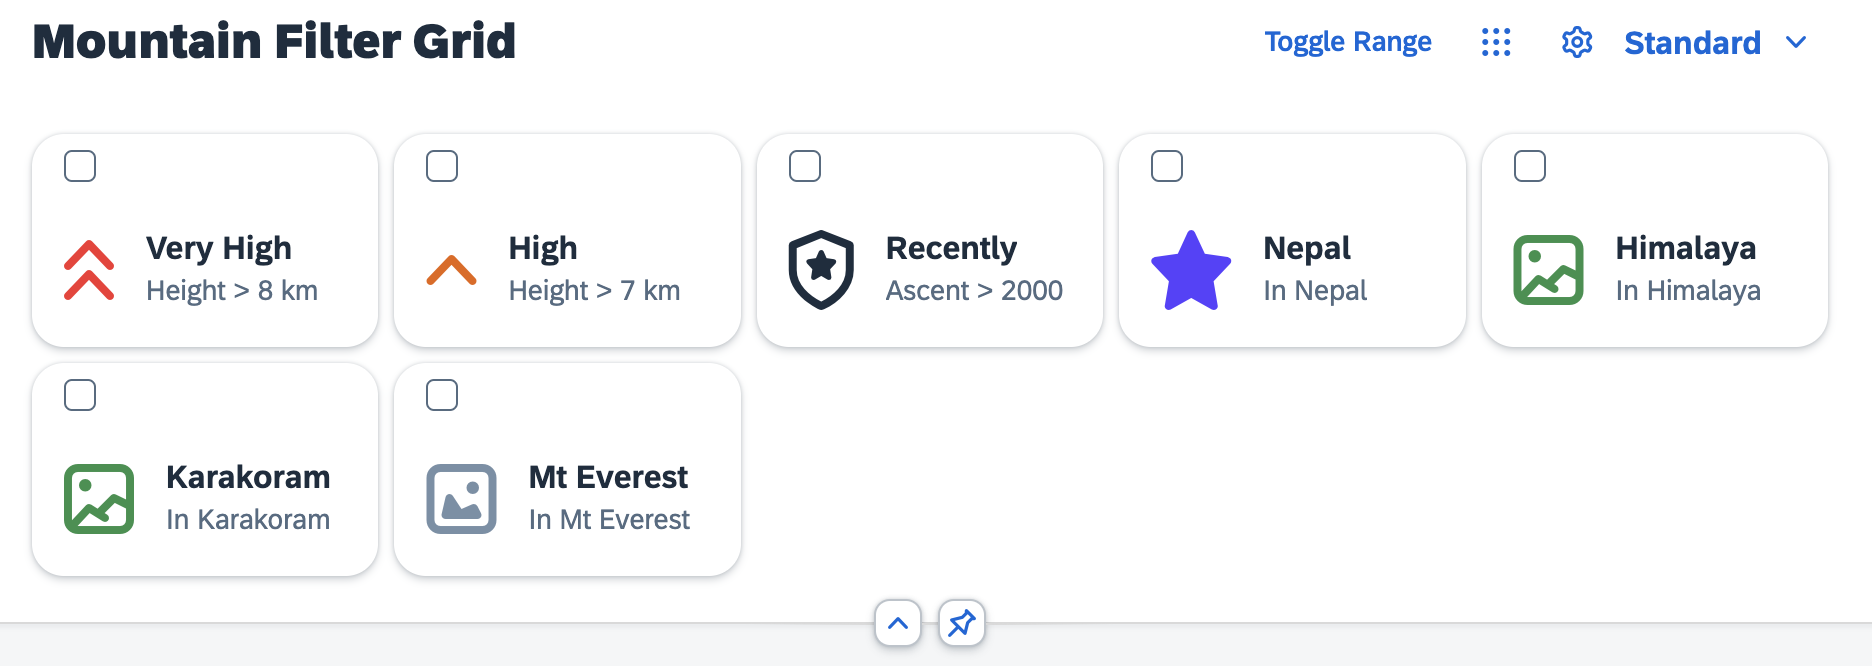 Mountain Filter Grid
Toggle Range
Standard
Very High
Height > 8 km
High
Height > 7 km
Recently
Ascent > 2000
Nepal
In Nepal
Himalaya
In Himalaya
Karakoram
In Karakoram
Mt Everest
In Mt Everest